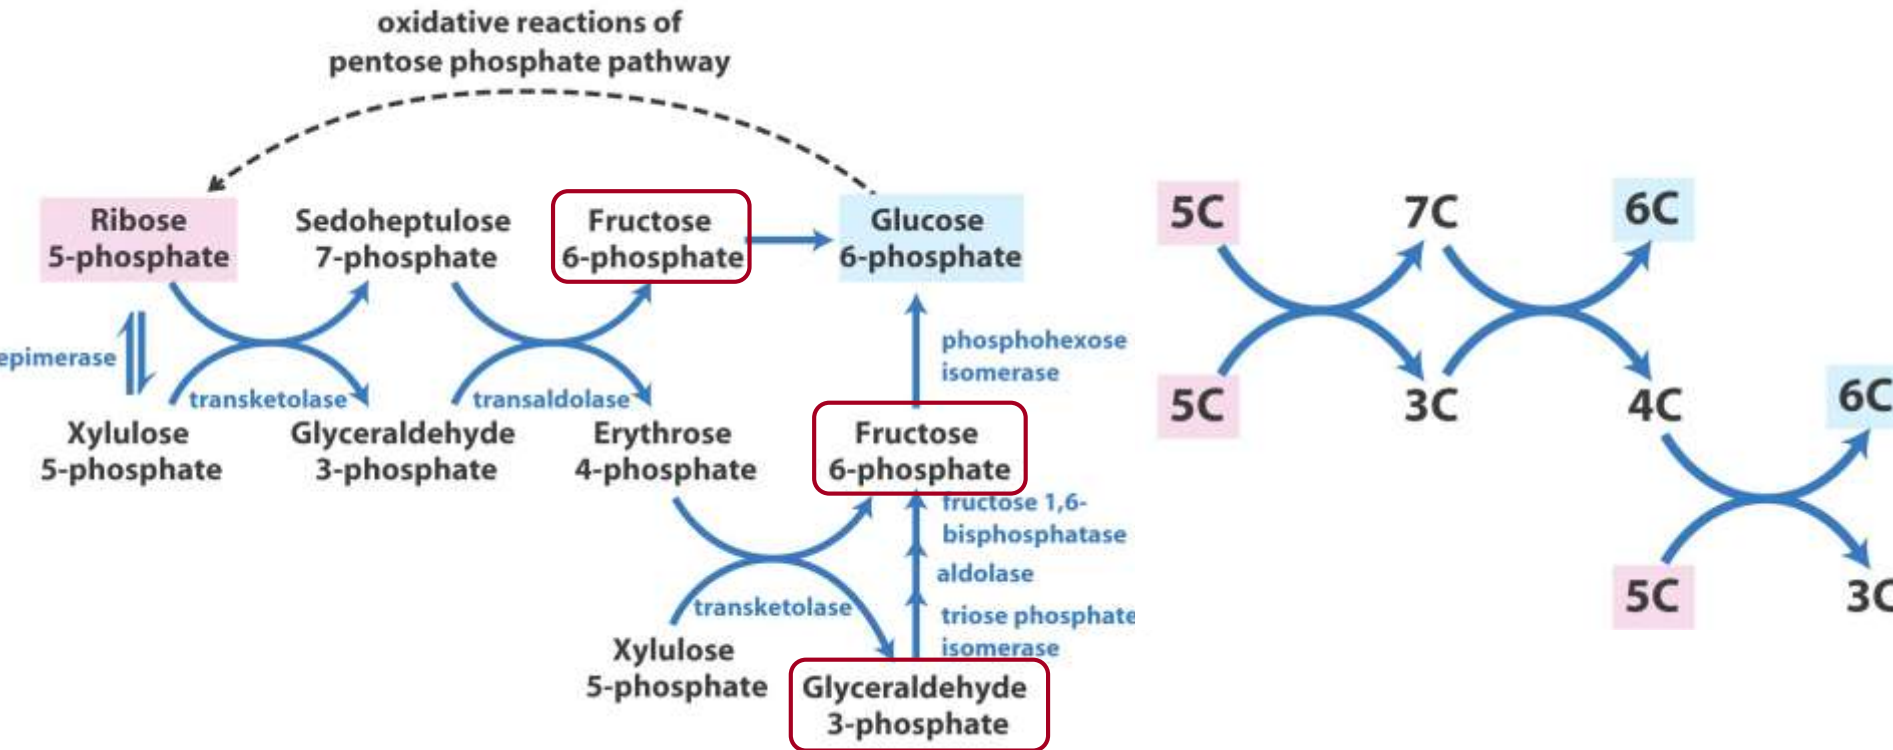 oxidative reactions of
pentose phosphate pathway
Ribose
5-phosphate
Sedoheptulose
7-phosphate
Fructose
6-phosphate
Glucose
6-phosphate
epimerase
transketolase
transaldolase
phosphohexose
isomerase
Xylulose
5-phosphate
Glyceraldehyde
3-phosphate
Erythrose
4-phosphate
Fructose
6-phosphate
fructose 1,6-
bisphosphatase
aldolase
triose phosphate
isomerase
transketolase
Xylulose
5-phosphate
Glyceraldehyde
3-phosphate
5C
7C
6C
5C
3C
4C
6C
5C
3C